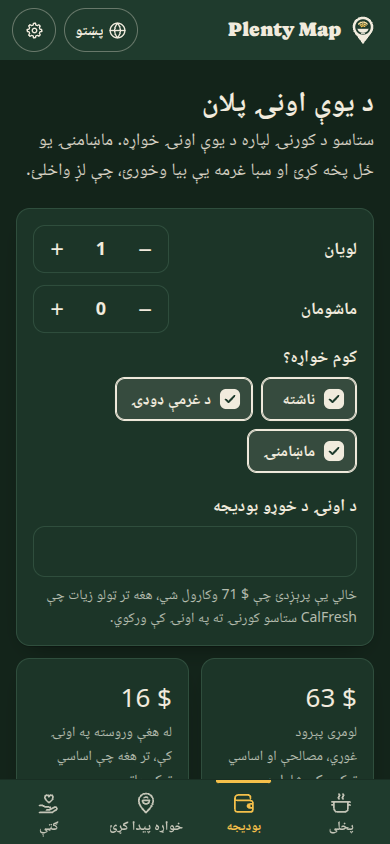 Plenty Map
پښتو
د یوې اونۍ پلان
ستاسو د کورنۍ لپاره د یوې اونۍ خواړه. ماښامنۍ یو
ځل پخه کړئ او سبا غرمه یې بیا وخورئ، چې لږ واخلئ.
لویان
− 1 +
ماشومان
− 0 +
کوم خواړه؟
ناشته
د غرمې ډوډۍ
ماښامنۍ
د اونۍ د خوړو بودیجه
خالي یې پرېږدئ چې $ 71 وکارول شي، هغه تر ټولو زیات چې
CalFresh ستاسو کورنۍ ته په اونۍ کې ورکوي.
63 $
لومړی پېرود
غوړي، مصالحې او اساسي
16 $
له هغې وروسته په اونۍ
کې، تر هغه چې اساسي
پخلی
بودیجه
خواړه پیدا کړئ
ګټې